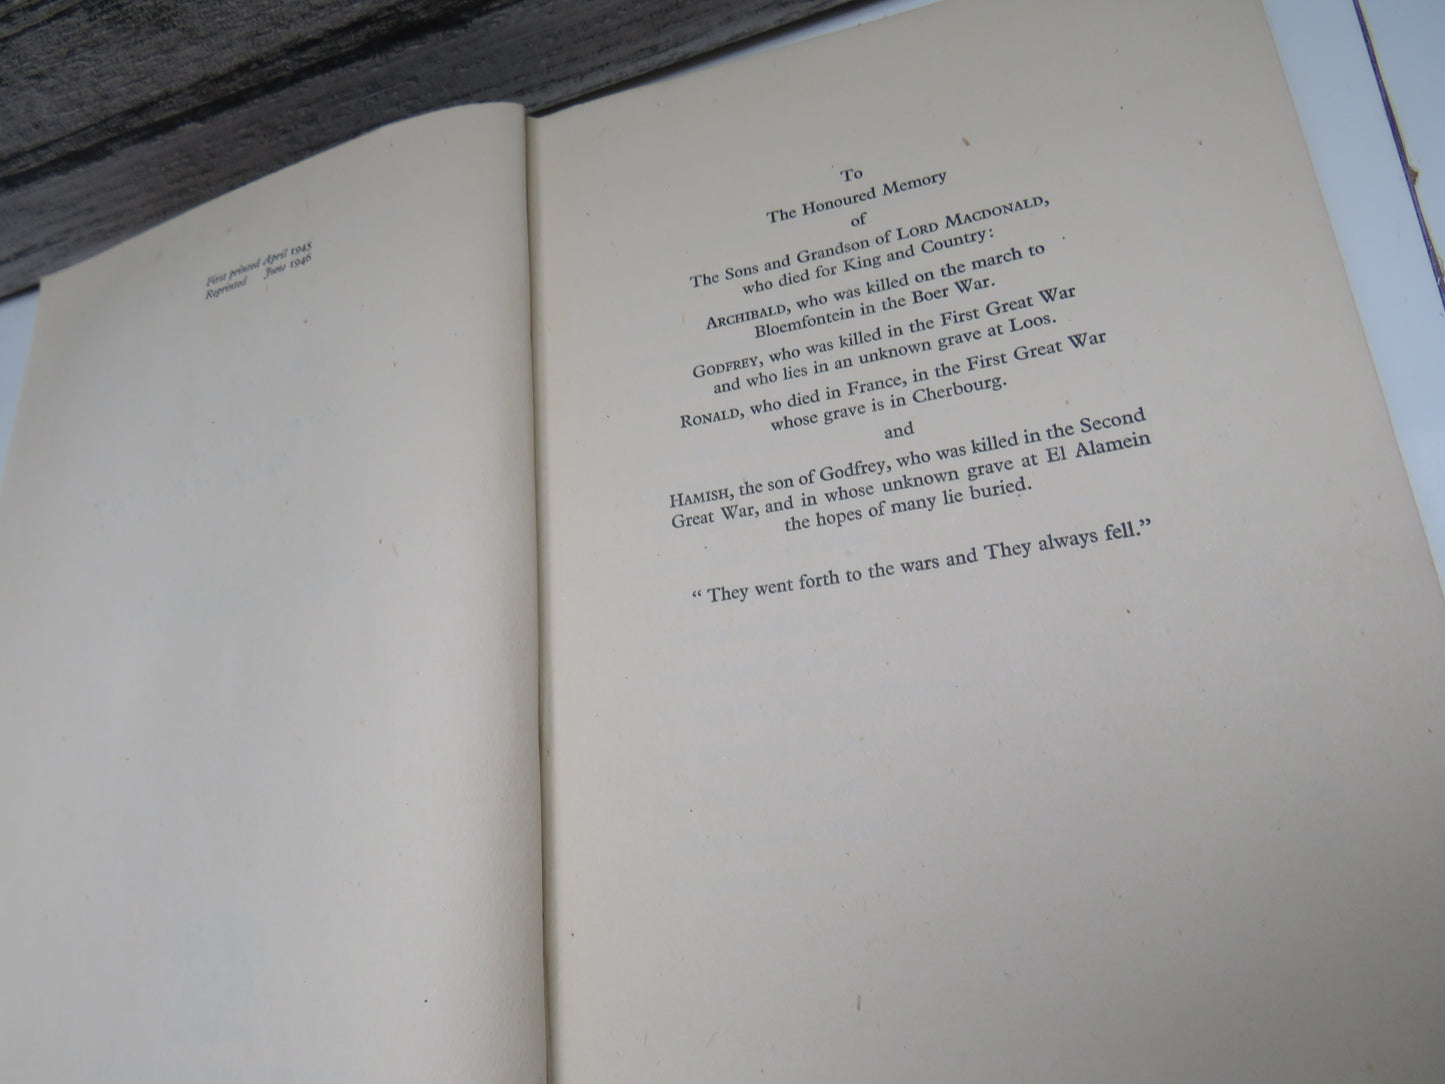 First printed April 1945
Reprinted June 1946
To
The Honoured Memory
of
The Sons and Grandson of LORD MACDONALD,
who died for King and Country:
ARCHIBALD, who was killed on the march to
Bloemfontein in the Boer War.
GODFREY, who was killed in the First Great War
and who lies in an unknown grave at Loos.
RONALD, who died in France, in the First Great War
whose grave is in Cherbourg.
and
HAMISH, the son of Godfrey, who was killed in the Second
Great War, and in whose unknown grave at El Alamein
the hopes of many lie buried.
“ They went forth to the wars and They always fell.”